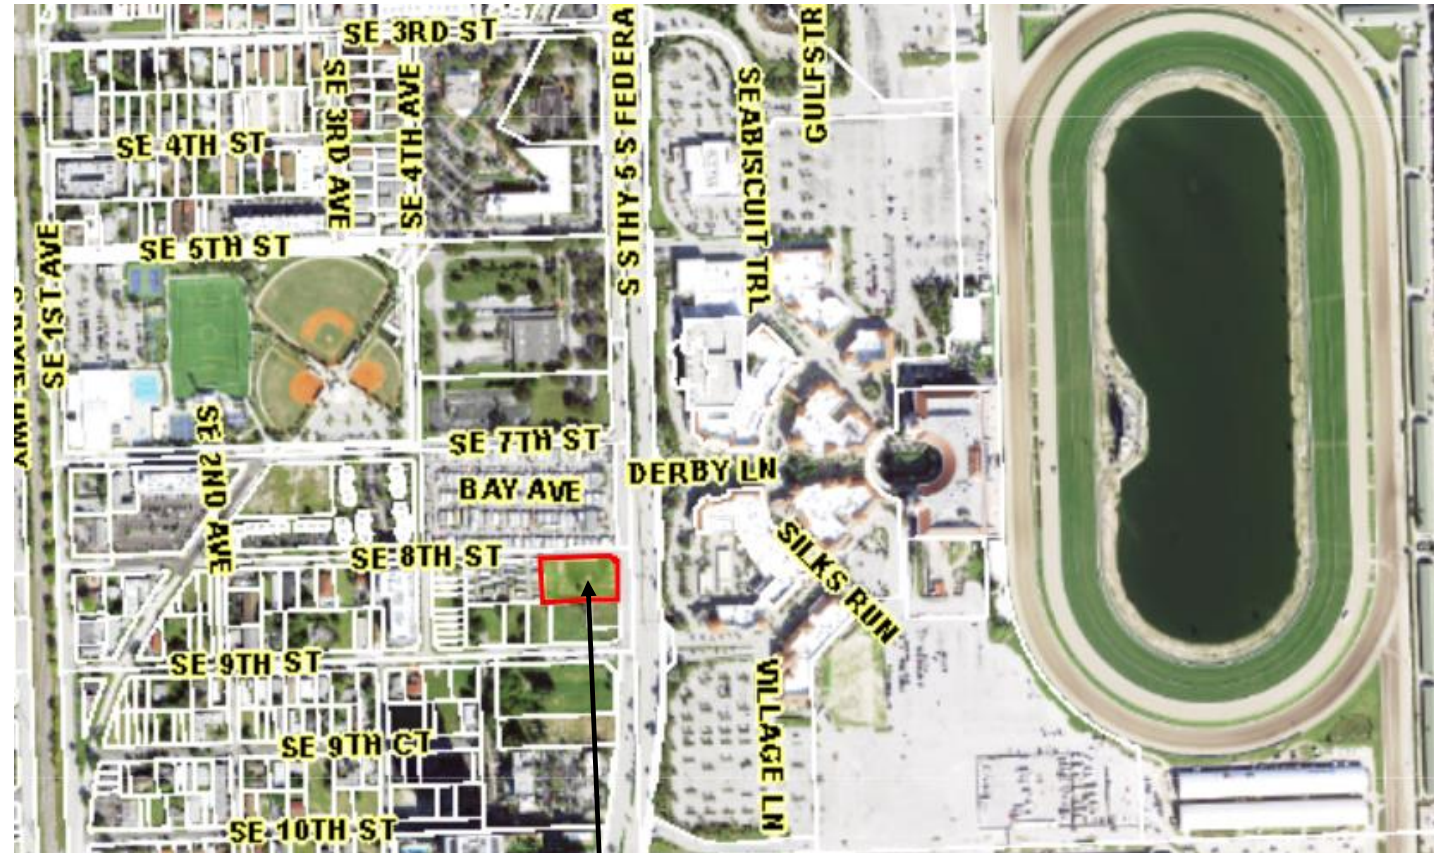 SE 3RD ST
S STHY 5 S FEDERA
GULFSTR
SE 3RD AVE
SE 4TH AVE
SEABISCUIT TRL
SE 4TH ST
SE 5TH ST
SE 1ST AVE
SE 2ND AVE
SE 7TH ST
BAY AVE
DERBY LN
SE 8TH ST
SILKS RUN
SE 9TH ST
VILLAGE LN
SE 9TH CT
SE 10TH ST